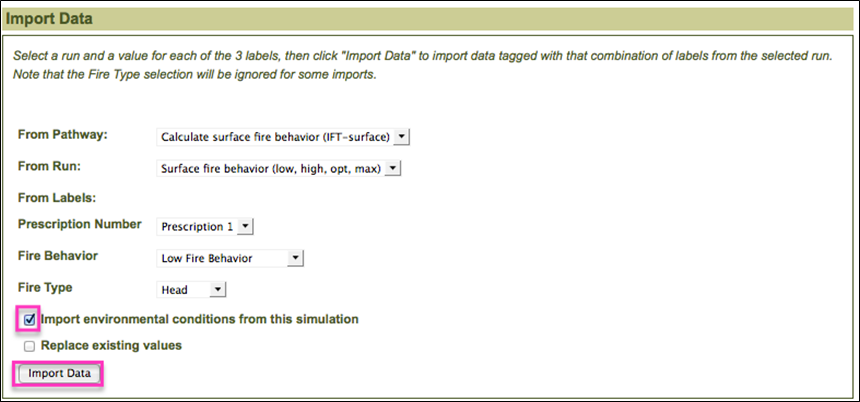 Import Data
Select a run and a value for each of the 3 labels, then click "Import Data" to import data tagged with that combination of labels from the selected run.
Note that the Fire Type selection will be ignored for some imports.
From Pathway: Calculate surface fire behavior (IFT-surface)
From Run: Surface fire behavior (low, high, opt, max)
From Labels:
Prescription Number Prescription 1
Fire Behavior Low Fire Behavior
Fire Type Head
Import environmental conditions from this simulation
Replace existing values
Import Data